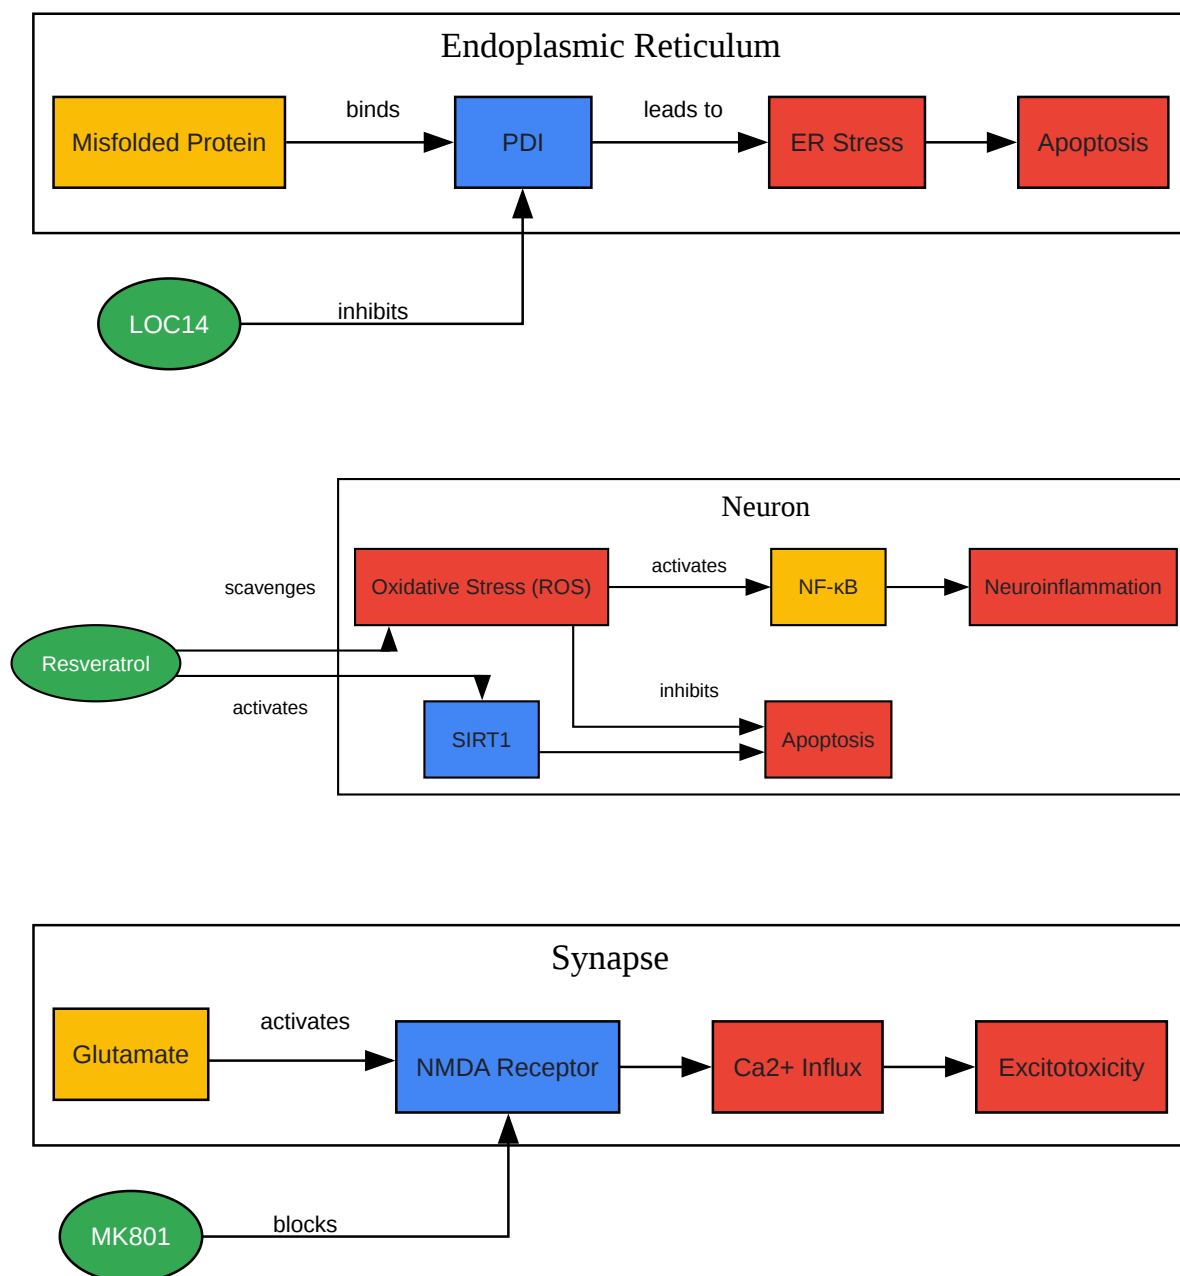 Endoplasmic Reticulum
binds
leads to
Misfolded Protein
PDI
ER Stress
Apoptosis
inhibits
LOC14
Neuron
activates
scavenges
Oxidative Stress (ROS)
NF-κB
Neuroinflammation
Resveratrol
inhibits
activates
SIRT1
Apoptosis
Synapse
activates
Glutamate
NMDA Receptor
Ca2+ Influx
Excitotoxicity
blocks
MK801